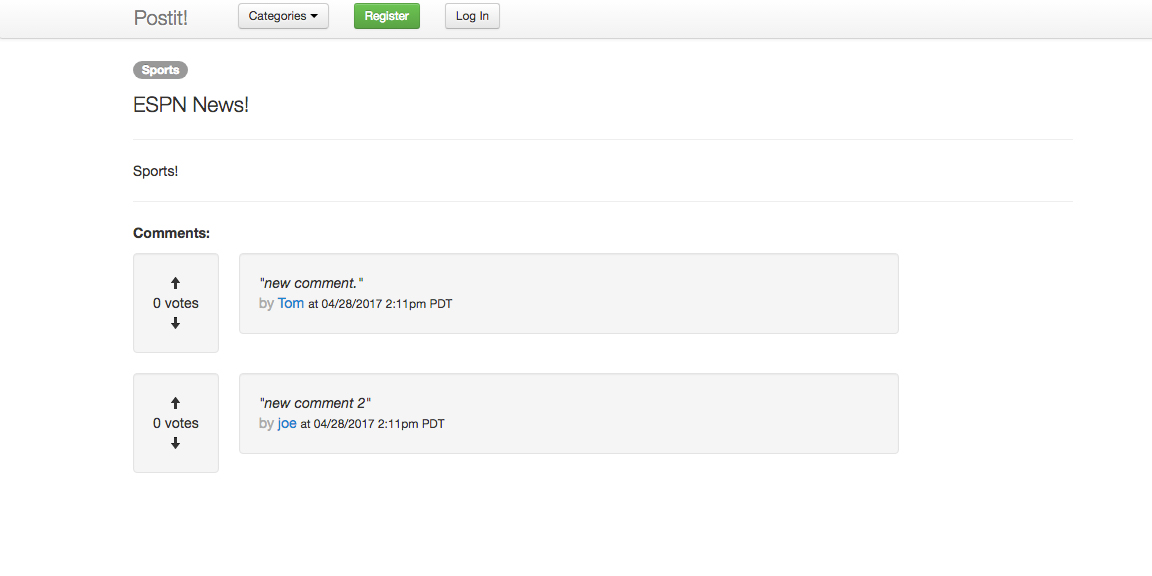 Postit! Categories Register Log In
Sports
ESPN News!
Sports!
Comments:
0 votes
"new comment."
by Tom at 04/28/2017 2:11pm PDT
0 votes
"new comment 2"
by joe at 04/28/2017 2:11pm PDT